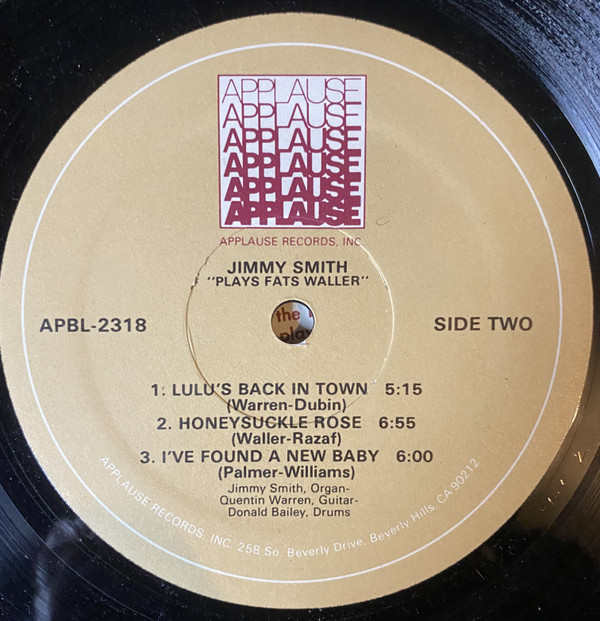 APPLAUSE
APPLAUSE
APPLAUSE
APPLAUSE
APPLAUSE
APPLAUSE
APPLAUSE RECORDS, INC
JIMMY SMITH
"PLAYS FATS WALLER"
the
play
APBL-2318
SIDE TWO
1: LULU'S BACK IN TOWN 5:15
(Warren-Dubin)
2. HONEYSUCKLE ROSE 6:55
(Waller-Razaf)
3. I'VE FOUND A NEW BABY 6:00
(Palmer-Williams)
Jimmy Smith, Organ-
Quentin Warren, Guitar-
Donald Bailey, Drums
APPLAUSE RECORDS, INC. 258 So. Beverly Drive, Beverly Hills, CA 90212